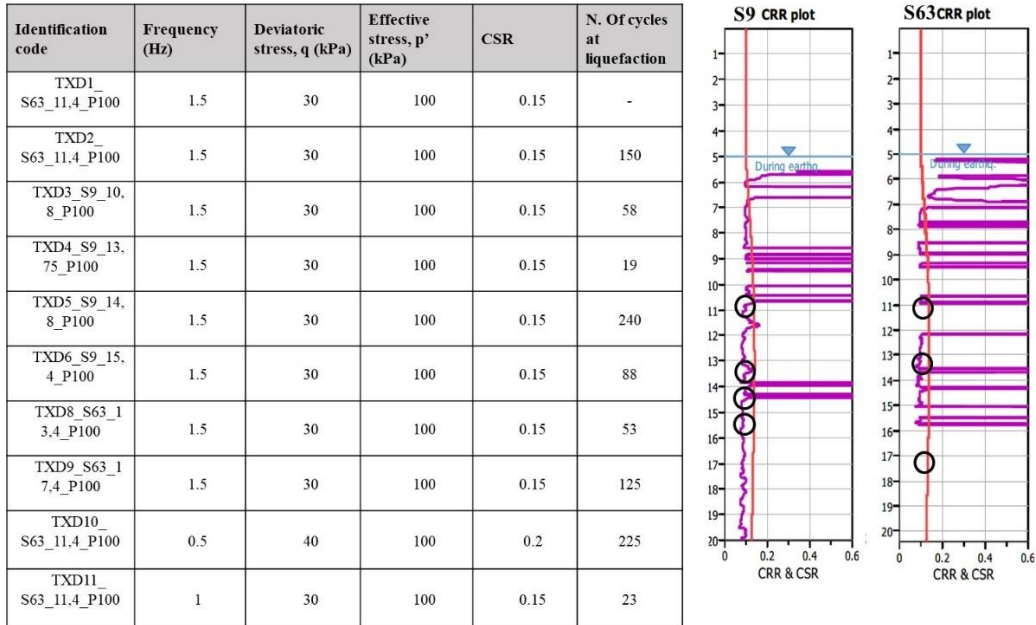 Identification code
Frequency (Hz)
Deviatoric stress, q (kPa)
Effective stress, p’ (kPa)
CSR
N. Of cycles at liquefaction
TXD1_
S63_11,4_P100
1.5
30
100
0.15
-
TXD2_
S63_11,4_P100
1.5
30
100
0.15
150
TXD3_S9_10,
8_P100
1.5
30
100
0.15
58
TXD4_S9_13,
75_P100
1.5
30
100
0.15
19
TXD5_S9_14,
8_P100
1.5
30
100
0.15
240
TXD6_S9_15,
4_P100
1.5
30
100
0.15
88
TXD8_S63_1
3,4_P100
1.5
30
100
0.15
53
TXD9_S63_1
7,4_P100
1.5
30
100
0.15
125
TXD10_
S63_11,4_P100
0.5
40
100
0.2
225
TXD11_
S63_11,4_P100
1
30
100
0.15
23
S9 CRR plot
1
2
3
4
5
During earthq.
6
7
8
9
10
11
12
13
14
15
16
17
18
19
20
0 0.2 0.4 0.6
CRR & CSR
S63 CRR plot
1
2
3
4
5
During earthq.
6
7
8
9
10
11
12
13
14
15
16
17
18
19
20
0 0.2 0.4 0.6
CRR & CSR